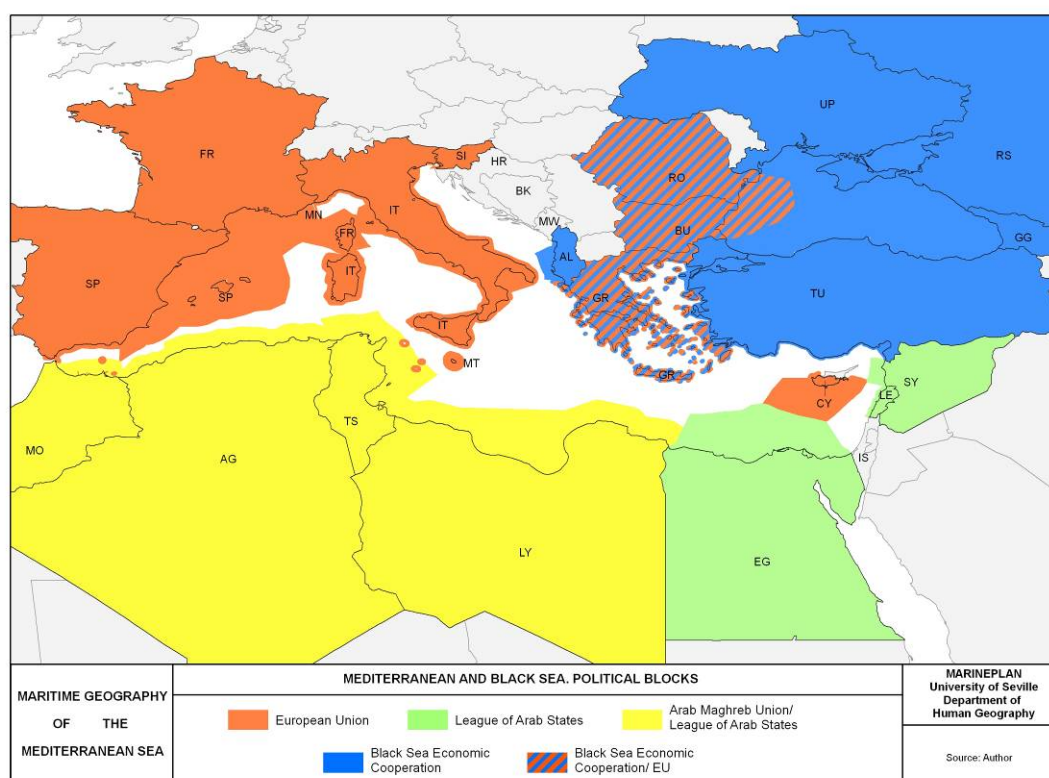 UP
FR
RS
SI
HR
RO
BK
MN
IT
MW
BU
FR
GG
AL
IT
SP
SP
GR
TU
IT
MT
GR
SY
LE
CY
TS
MO
IS
AG
LY
EG
MARITIME GEOGRAPHY
OF THE
MEDITERRANEAN SEA
MEDITERRANEAN AND BLACK SEA. POLITICAL BLOCKS
European Union
League of Arab States
Arab Maghreb Union/
League of Arab States
Black Sea Economic
Cooperation
Black Sea Economic
Cooperation/ EU
MARINEPLAN
University of Seville
Department of
Human Geography
Source: Author